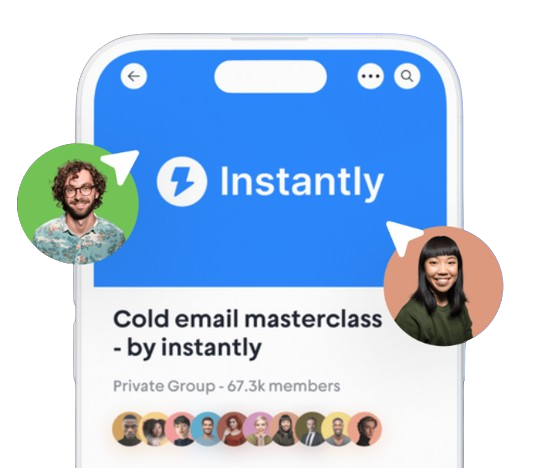 Instantly
Cold email masterclass
- by instantly
Private Group - 67.3k members